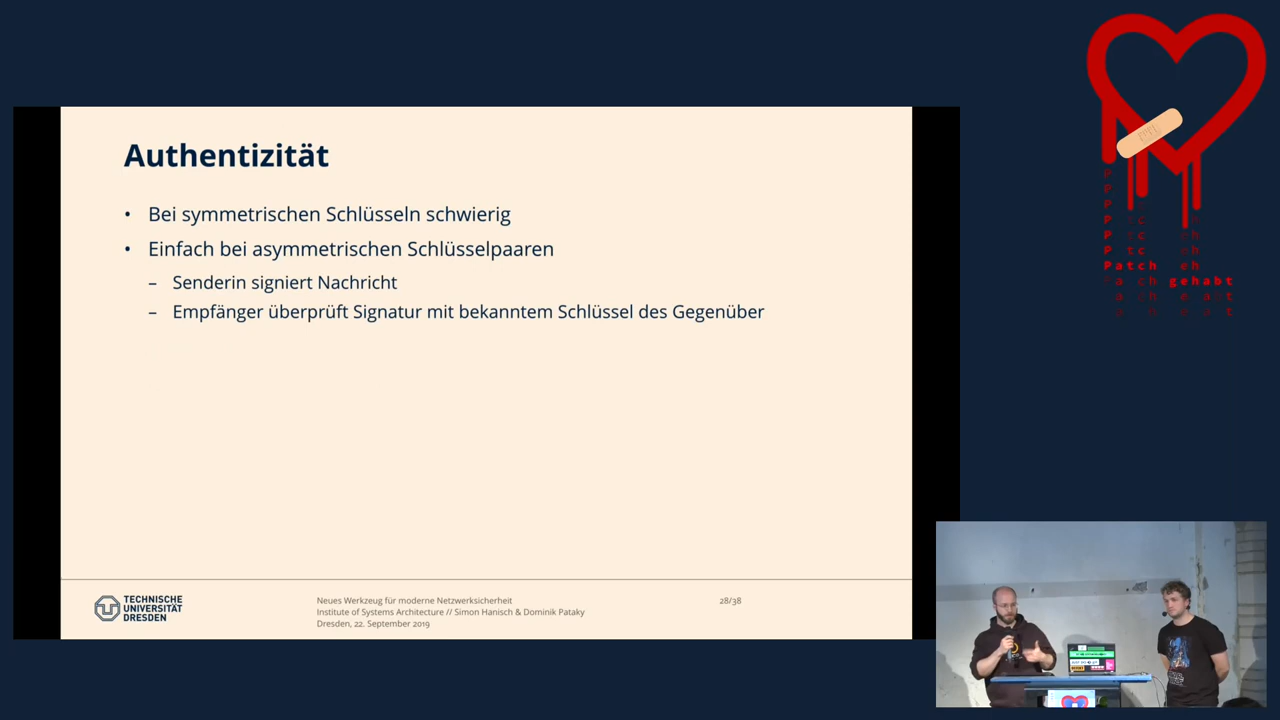 Authentizität
• Bei symmetrischen Schlüsseln schwierig
• Einfach bei asymmetrischen Schlüsselpaaren
– Senderin signiert Nachricht
– Empfänger überprüft Signatur mit bekanntem Schlüssel des Gegenüber
TECHNISCHE
UNIVERSITÄT
DRESDEN
Neues Werkzeug für moderne Netzwerksicherheit
Institute of Systems Architecture // Simon Hanisch & Dominik Pataky
Dresden, 22. September 2019
28/38
Patch
gehabt